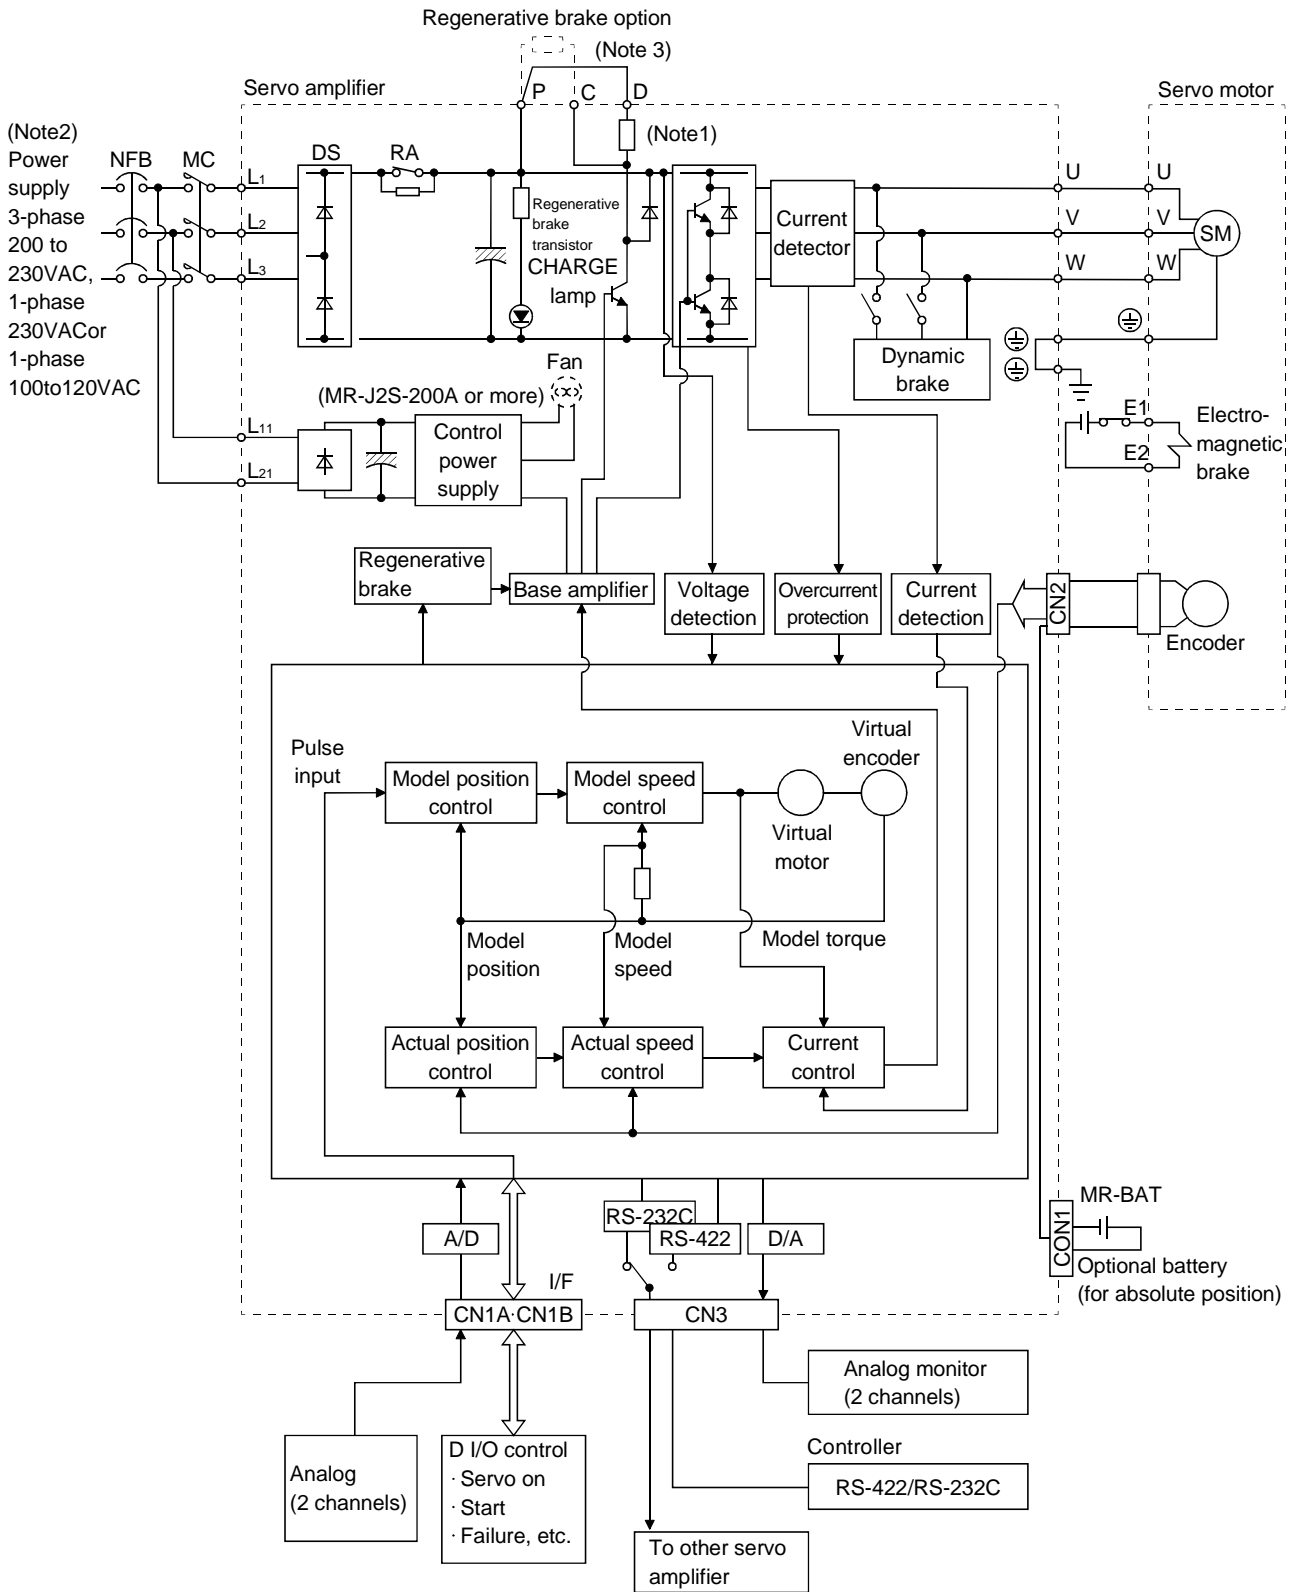 Regenerative brake option
(Note 3)
Servo amplifier
P
C
D
Servo motor
(Note2)
Power
supply
3-phase
200 to
230VAC,
1-phase
230VACor
1-phase
100to120VAC
NFB
MC
DS
RA
(Note1)
L1
L2
L3
Regenerative
brake
transistor
CHARGE
lamp
Current
detector
U
V
W
U
V
W
SM
Dynamic
brake
Fan
(MR-J2S-200A or more)
L11
L21
Control
power
supply
E1
E2
Electro-
magnetic
brake
Regenerative
brake
Base amplifier
Voltage
detection
Overcurrent
protection
Current
detection
CN2
Encoder
Pulse
input
Model position
control
Model speed
control
Virtual
encoder
Virtual
motor
Model
position
Model
speed
Model torque
Actual position
control
Actual speed
control
Current
control
A/D
RS-232C
RS-422
D/A
I/F
CN1A·CN1B
CN3
CON1
MR-BAT
Optional battery
(for absolute position)
Analog monitor
(2 channels)
Controller
RS-422/RS-232C
Analog
(2 channels)
D I/O control
· Servo on
· Start
· Failure, etc.
To other servo
amplifier